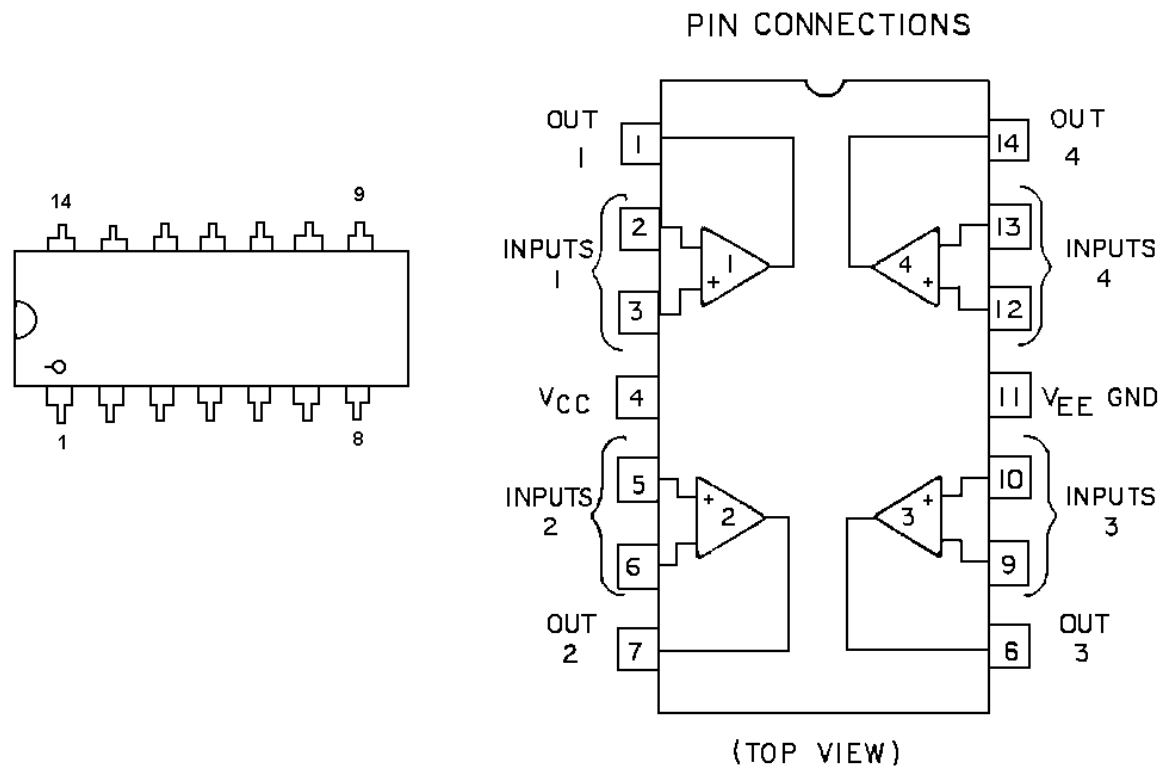 PIN CONNECTIONS
14 9
1 8
OUT 1
1
INPUTS 1
2
3
VCC
4
INPUTS 2
5
6
OUT 2
7
1
+
4
+
+
2
+
3
14
OUT 4
13
12
INPUTS 4
11
VEE GND
10
9
INPUTS 3
6
OUT 3
(TOP VIEW)